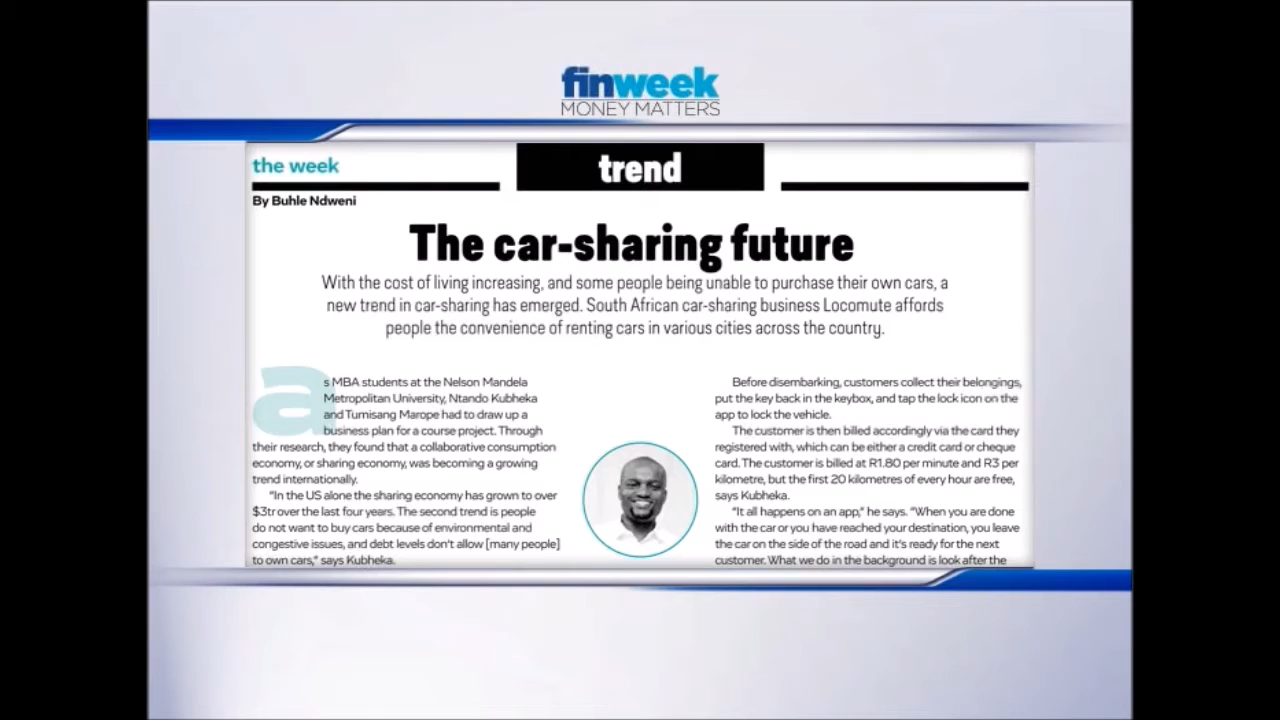 finweek
MONEY MATTERS
the week
trend
By Buhle Ndweni
The car-sharing future
With the cost of living increasing, and some people being unable to purchase their own cars, a
new trend in car-sharing has emerged. South African car-sharing business Locomute affords
people the convenience of renting cars in various cities across the country.
as MBA students at the Nelson Mandela
Metropolitan University, Ntando Kubheka
and Tumisang Marope had to draw up a
business plan for a course project. Through
their research, they found that a collaborative consumption
economy, or sharing economy, was becoming a growing
trend internationally.
"In the US alone the sharing economy has grown to over
$3tr over the last four years. The second trend is people
do not want to buy cars because of environmental and
congestive issues, and debt levels don't allow [many people]
to own cars," says Kubheka.
Before disembarking, customers collect their belongings,
put the key back in the keybox, and tap the lock icon on the
app to lock the vehicle.
The customer is then billed accordingly via the card they
registered with, which can be either a credit card or cheque
card. The customer is billed at R1.80 per minute and R3 per
kilometre, but the first 20 kilometres of every hour are free,
says Kubheka.
"It all happens on an app," he says. "When you are done
with the car or you have reached your destination, you leave
the car on the side of the road and it's ready for the next
customer. What we do in the background is look after the